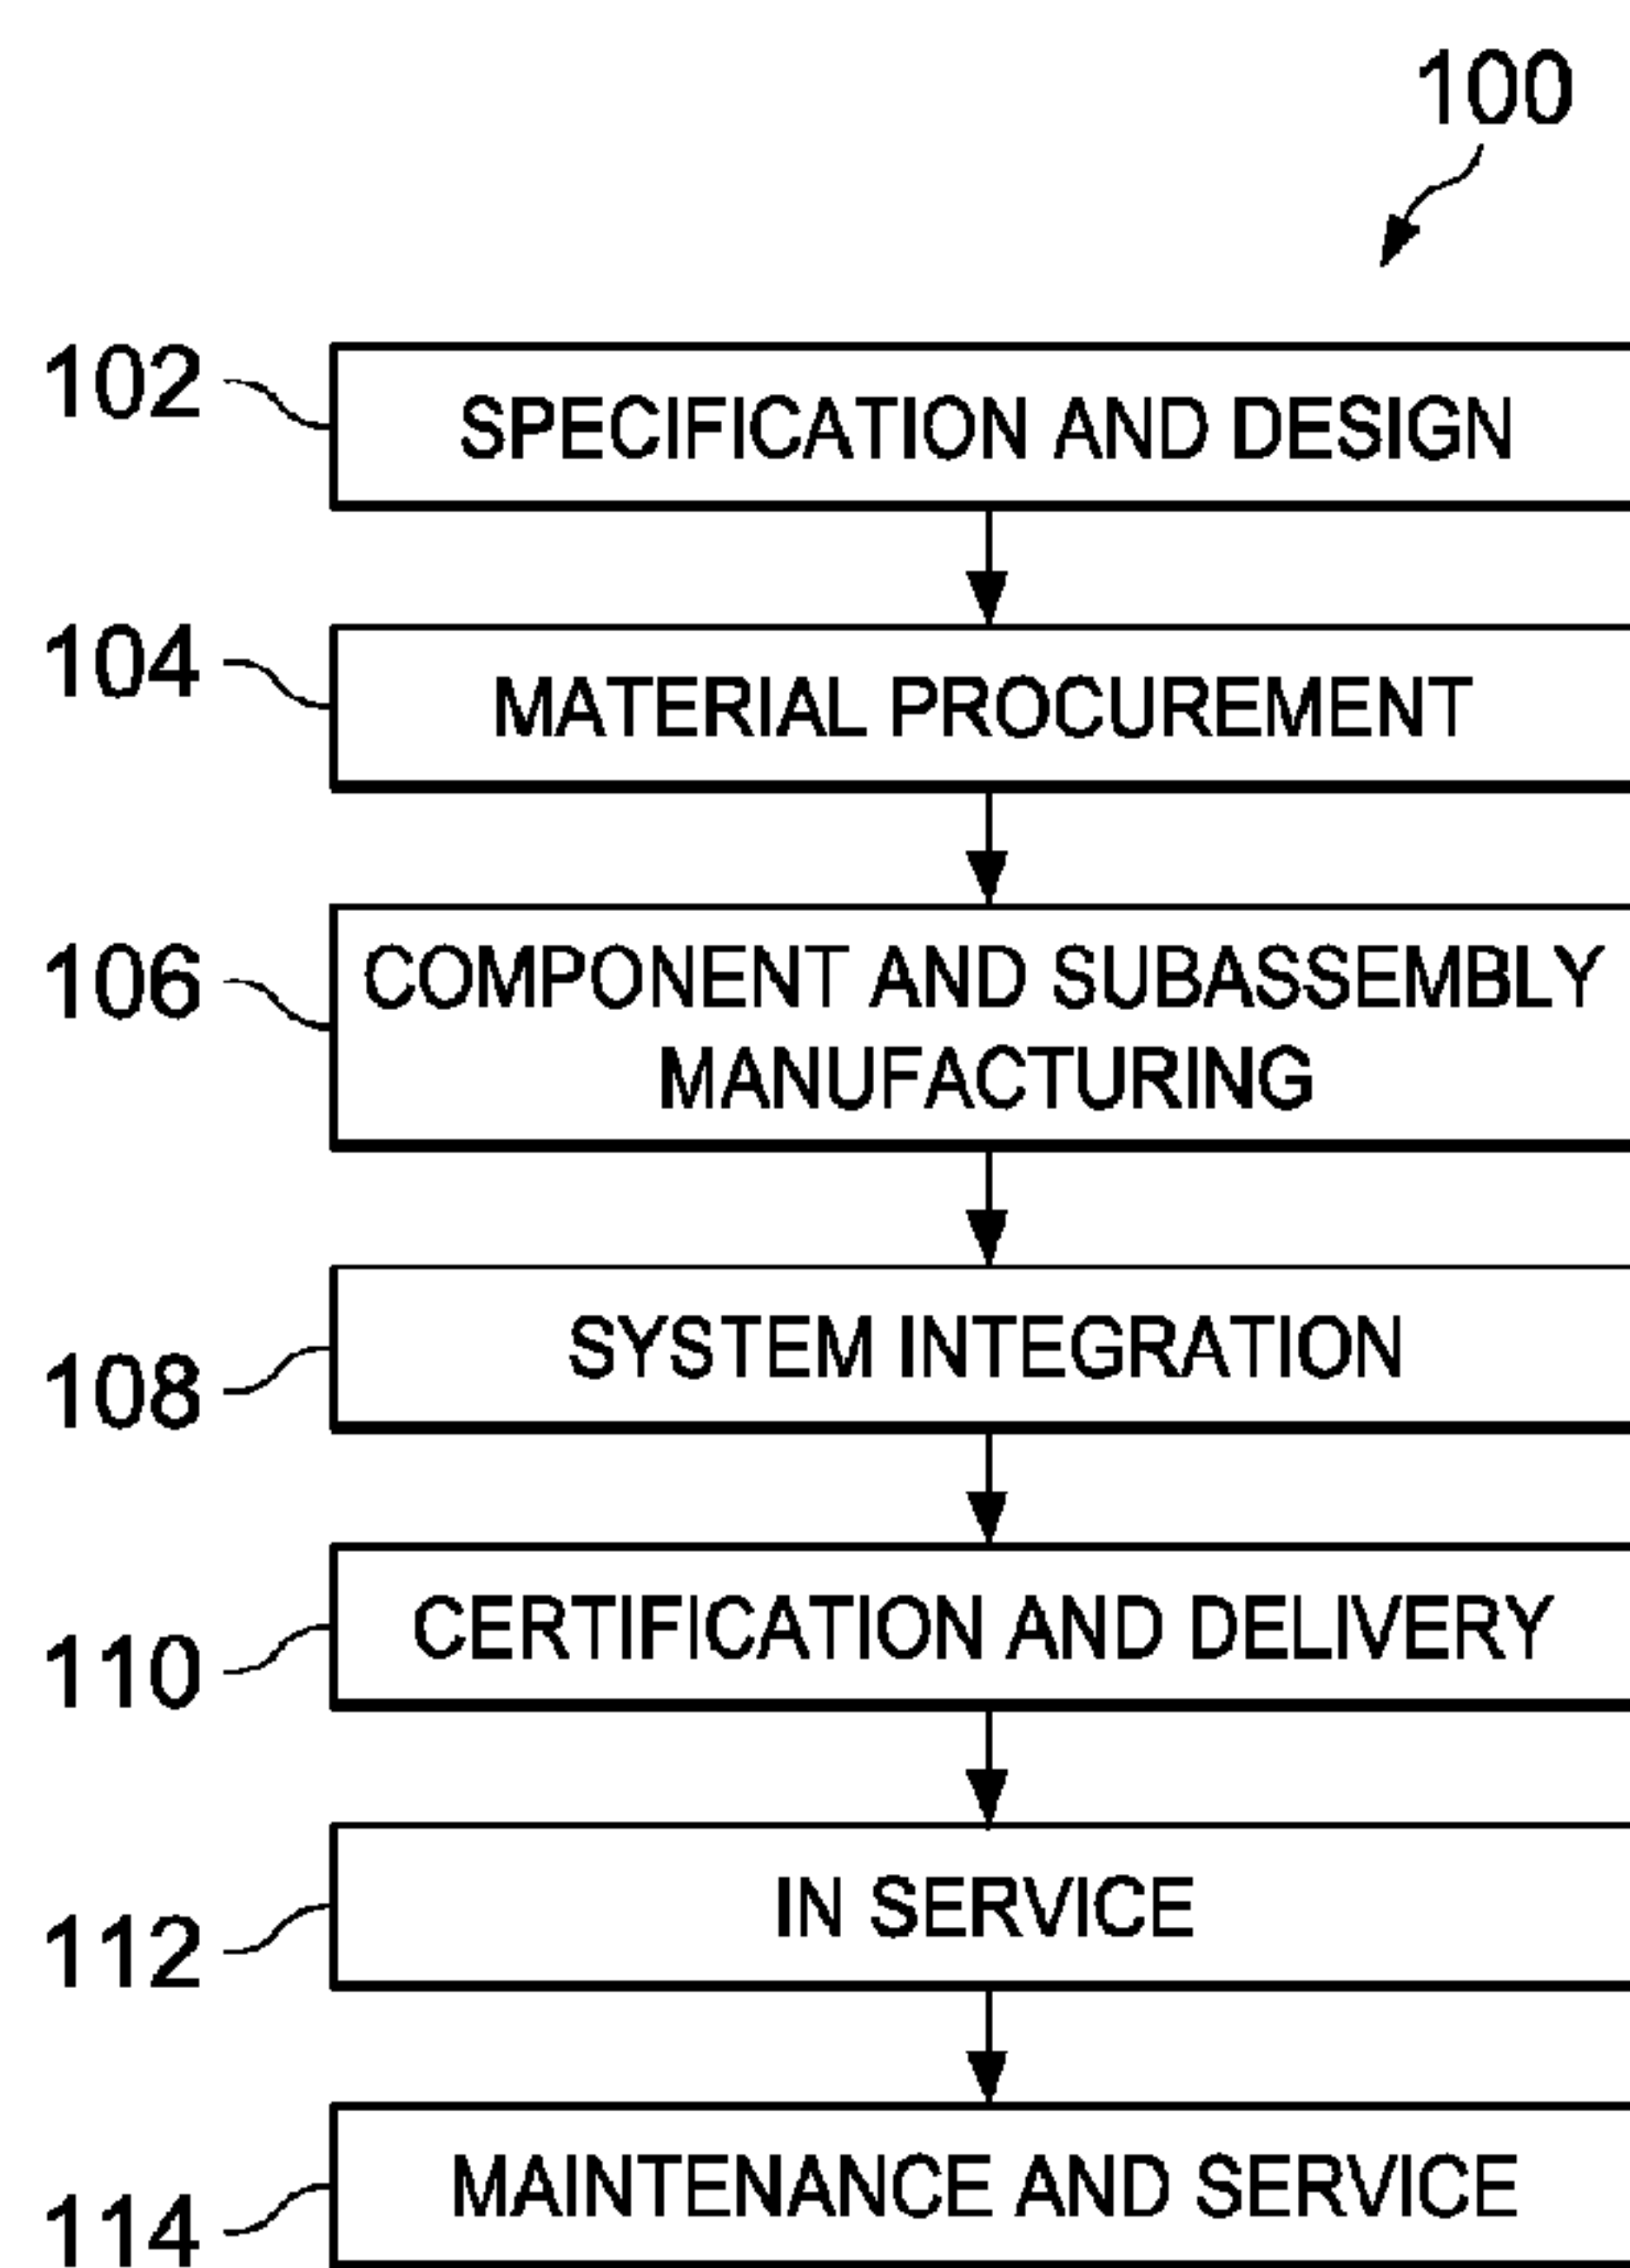 100
102 SPECIFICATION AND DESIGN
104 MATERIAL PROCUREMENT
106 COMPONENT AND SUBASSEMBLY
MANUFACTURING
108 SYSTEM INTEGRATION
110 CERTIFICATION AND DELIVERY
112 IN SERVICE
114 MAINTENANCE AND SERVICE